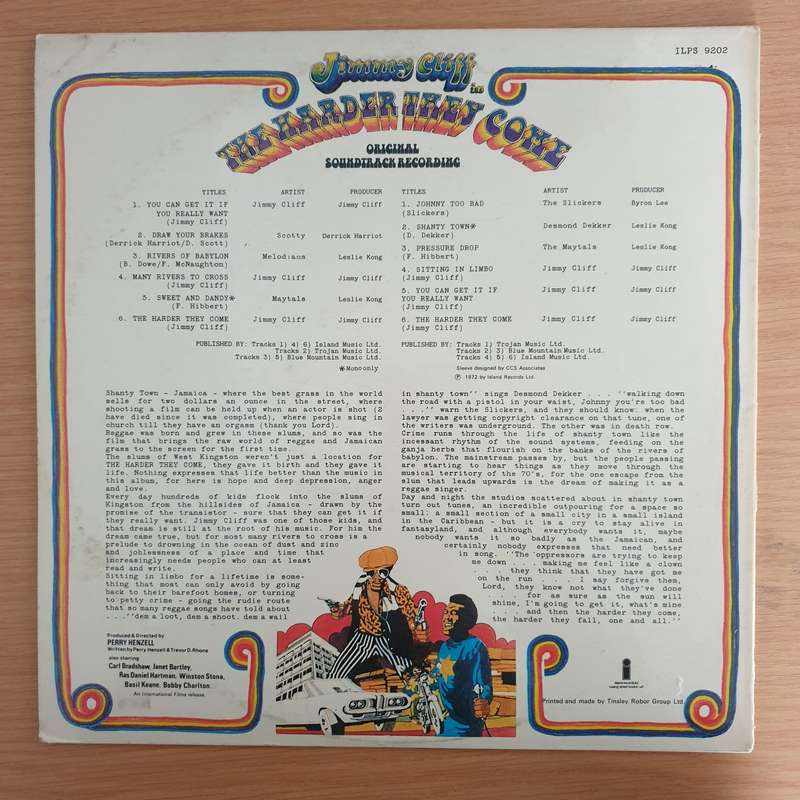 ILPS 9202
Jimmy Cliff
in
THE HARDER THEY COME
ORIGINAL
SOUNDTRACK RECORDING
TITLES ARTIST PRODUCER
1. YOU CAN GET IT IF Jimmy Cliff Jimmy Cliff
YOU REALLY WANT
(Jimmy Cliff)
2. DRAW YOUR BRAKES Scotty Derrick Harriot
(Derrick Harriot/D. Scott)
3. RIVERS OF BABYLON Melodians Leslie Kong
(B. Dowe/F. McNaughton)
4. MANY RIVERS TO CROSS Jimmy Cliff Jimmy Cliff
(Jimmy Cliff)
5. SWEET AND DANDY* Maytals Leslie Kong
(F. Hibbert)
6. THE HARDER THEY COME Jimmy Cliff Jimmy Cliff
(Jimmy Cliff)
PUBLISHED BY: Tracks 1) 4) 6) Island Music Ltd.
Tracks 2) Trojan Music Ltd.
Tracks 3) 5) Blue Mountain Music Ltd.
*Mono only
TITLES ARTIST PRODUCER
1. JOHNNY TOO BAD The Slickers Byron Lee
(Slickers)
2. SHANTY TOWN* Desmond Dekker Leslie Kong
(D. Dekker)
3. PRESSURE DROP The Maytals Leslie Kong
(F. Hibbert)
4. SITTING IN LIMBO Jimmy Cliff Jimmy Cliff
(Jimmy Cliff)
5. YOU CAN GET IT IF Jimmy Cliff Jimmy Cliff
YOU REALLY WANT
(Jimmy Cliff)
6. THE HARDER THEY COME Jimmy Cliff Jimmy Cliff
(Jimmy Cliff)
PUBLISHED BY: Tracks 1) Trojan Music Ltd.
Tracks 2) 3) Blue Mountain Music Ltd.
Tracks 4) 5) 6) Island Music Ltd.
Sleeve designed by CCS Associates
℗ 1972 by Island Records Ltd
Shanty Town - Jamaica - where the best grass in the world
sells for two dollars an ounce in the street, where
shooting a film can be held up when an actor is shot (2
have died since it was completed), where people sing in
church till they have an orgasm (thank you Lord).
Reggae was born and grew in these slums, and so was the
film that brings the raw world of reggae and Jamaican
grass to the screen for the first time.
The slums of West Kingston weren't just a location for
THE HARDER THEY COME, they gave it birth and they gave it
life. Nothing expresses that life better than the music in
this album, for here is hope and deep depression, anger
and love.
Every day hundreds of kids flock into the slums of
Kingston from the hillsides of Jamaica - drawn by the
promise of the transistor - sure that they can get it if
they really want. Jimmy Cliff was one of those kids, and
that dream is still at the root of his music. For him the
dream came true, but for most many rivers to cross is a
prelude to drowning in the ocean of dust and zinc
and joblessness of a place and time that
increasingly needs people who can at least
read and write.
Sitting in limbo for a lifetime is some-
thing that most can only avoid by going
back to their barefoot homes, or turning
to petty crime - going the rudie route
that so many reggae songs have told about
. . .''dem a loot, dem a shoot. dem a wail
in shanty town'' sings Desmond Dekker . . . ''walking down
the road with a pistol in your waist, Johnny you're too bad
. . ..'' warn the Slickers, and they should know: when the
lawyer was getting copyright clearance on that tune, one of
the writers was underground. The other was in death row.
Crime runs through the life of shanty town like the
incessant rhythm of the sound systems, feeding on the
ganja herbs that flourish on the banks of the rivers of
babylon. The mainstream passes by, but the people passing
are starting to hear things as they move through the
musical territory of the 70's, for the one escape from the
slum that leads upwards is the dream of making it as a
reggae singer.
Day and night the studios scattered about in shanty town
turn out tunes, an incredible outpouring for a space so
small: a small section of a small city in a small island
in the Caribbean - but it is a cry to stay alive in
fantasyland, and although everybody wants it, maybe
nobody wants it so badly as the Jamaican, and
certainly nobody expresses that need better
in song. ''The oppressors are trying to keep
me down . . . making me feel like a clown
. . . they think that they have got me
on the run . . . I say forgive them,
Lord, they know not what they've done
. . . . for as sure as the sun will
shine, I'm going to get it, what's mine
. . . and then the harder they come,
the harder they fall, one and all.''
Produced & Directed by
PERRY HENZELL
Written by Perry Henzell & Trevor D. Rhone
also starring
Carl Bradshaw, Janet Bartley,
Ras Daniel Hartman, Winston Stona,
Basil Keane, Bobby Charlton.
An International Films release.
Printed and made by Tinsley Robor Group Ltd.